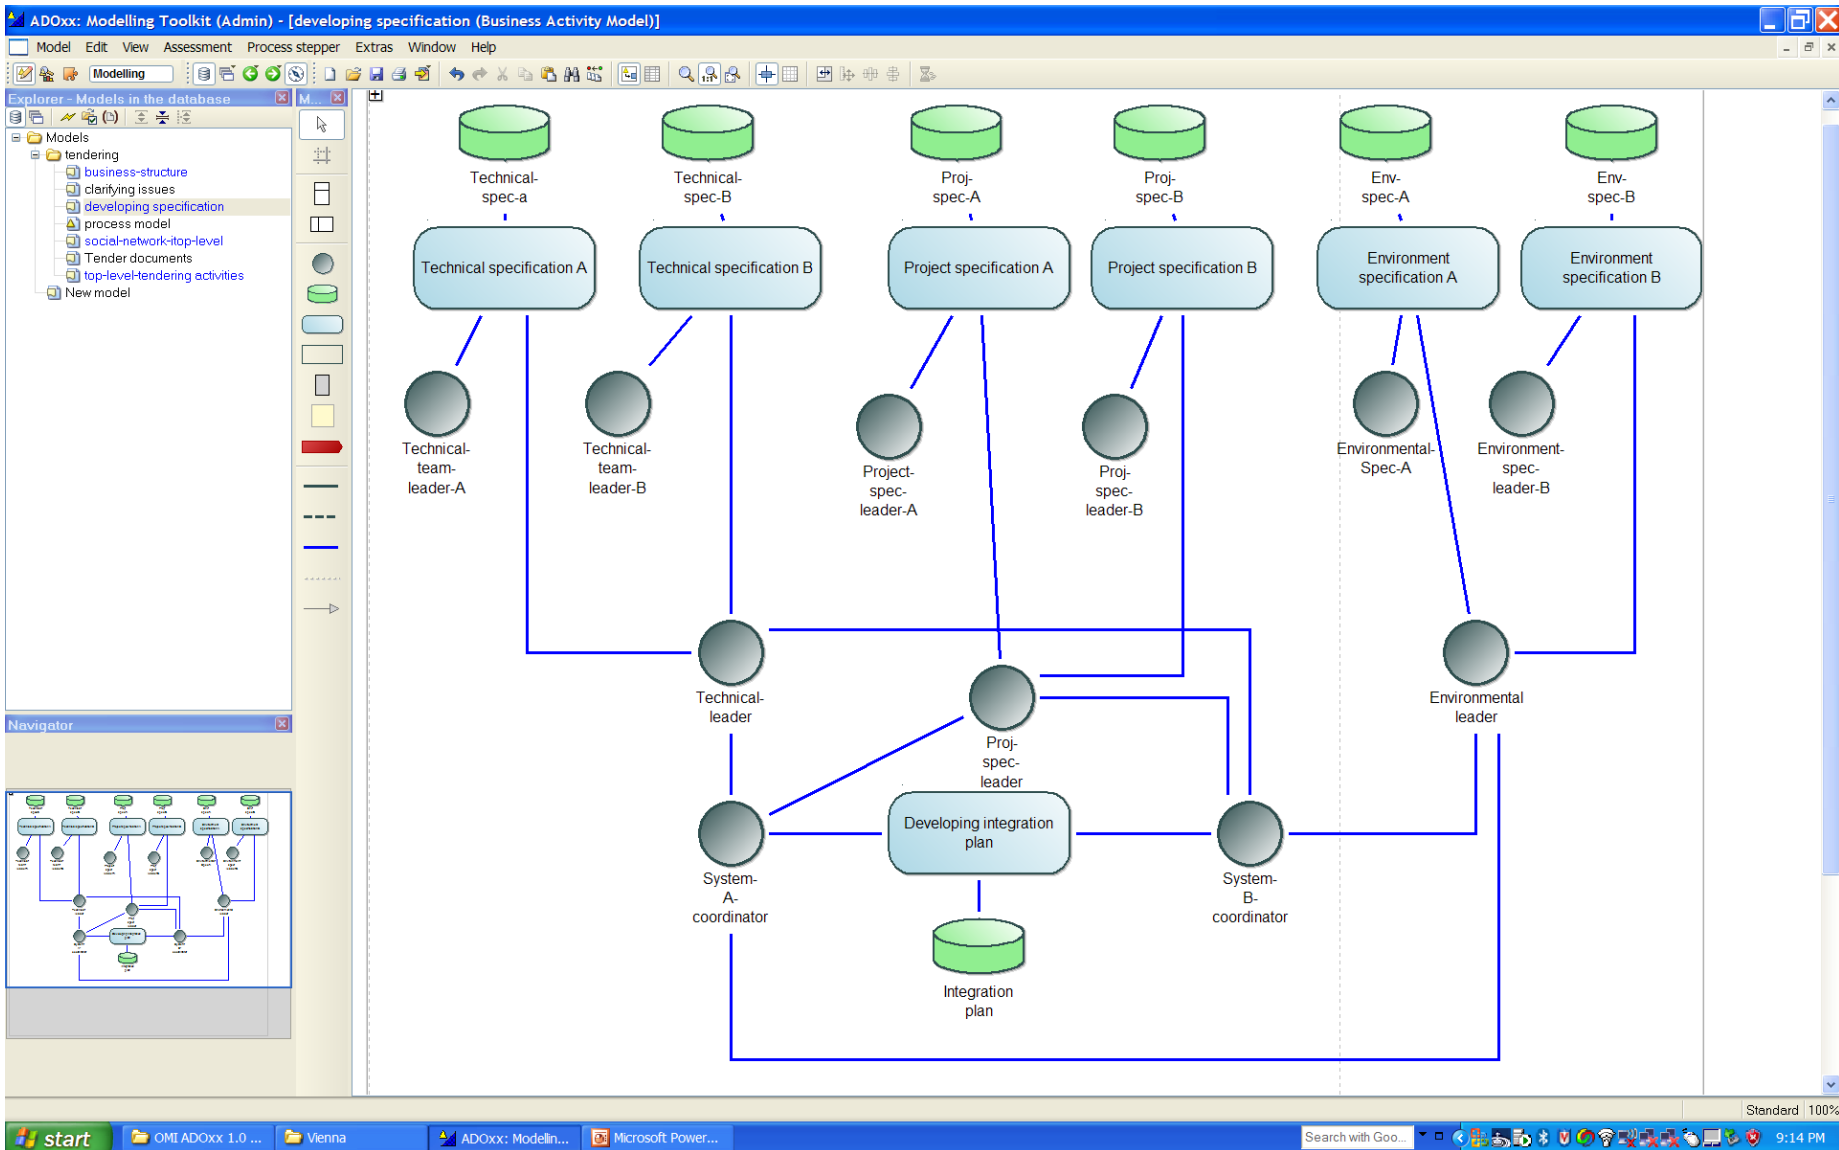 ADOxx: Modelling Toolkit (Admin) - [developing specification (Business Activity Model)]
Model Edit View Assessment Process stepper Extras Window Help
Modelling
Explorer - Models in the database
M...
Models
tendering
business-structure
clarifying issues
developing specification
process model
social-network-itop-level
Tender documents
top-level-tendering activities
New model
Navigator
Technical-
spec-a
Technical-
spec-B
Proj-
spec-A
Proj-
spec-B
Env-
spec-A
Env-
spec-B
Technical specification A
Technical specification B
Project specification A
Project specification B
Environment
specification A
Environment
specification B
Technical-
team-
leader-A
Technical-
team-
leader-B
Project-
spec-
leader-A
Proj-
spec-
leader-B
Environmental-
Spec-A
Environment-
spec-
leader-B
Technical-
leader
Proj-
spec-
leader
Environmental
leader
System-
A-
coordinator
Developing integration
plan
System-
B-
coordinator
Integration
plan
Standard 100%
start
OMI ADOxx 1.0 ...
Vienna
ADOxx: Modellin...
Microsoft Power...
Search with Goo...
9:14 PM